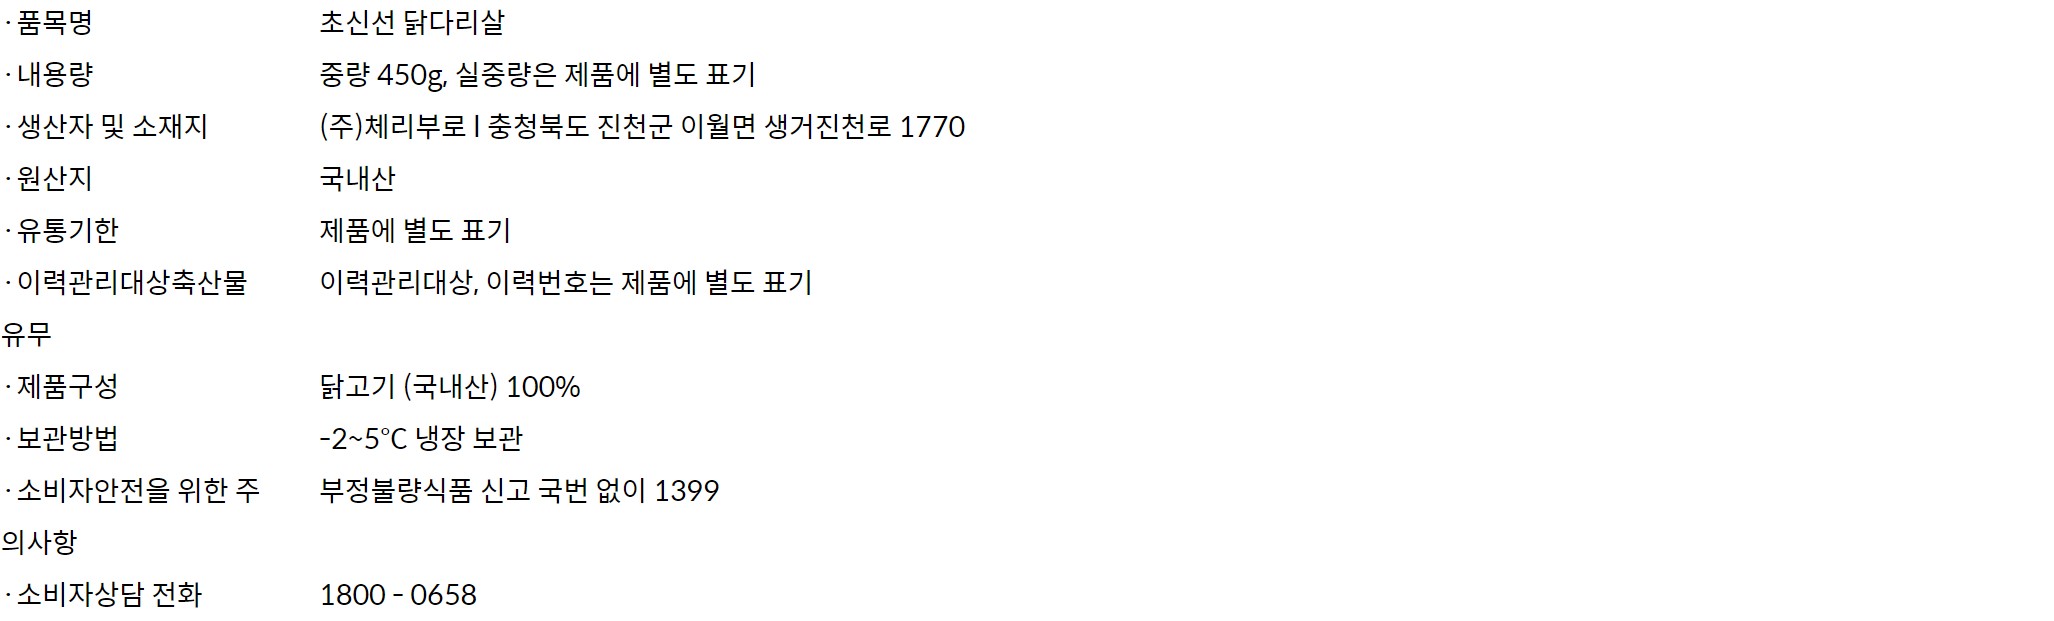 · 품목명 초신선 닭다리살
· 내용량 중량 450g, 실중량은 제품에 별도 표기
· 생산자 및 소재지 (주)체리부로 I 충청북도 진천군 이월면 생거진천로 1770
· 원산지 국내산
· 유통기한 제품에 별도 표기
· 이력관리대상축산물 이력관리대상, 이력번호는 제품에 별도 표기
유무
· 제품구성 닭고기 (국내산) 100%
· 보관방법 -2~5°C 냉장 보관
· 소비자안전을 위한 주 부정불량식품 신고 국번 없이 1399
의사항
· 소비자상담 전화 1800 - 0658